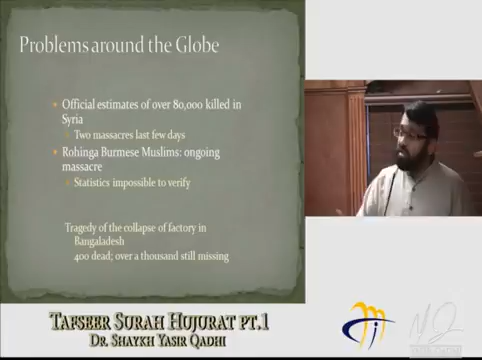 Problems around the Globe
Official estimates of over 80,000 killed in
Syria
Two massacres last few days
Rohinga Burmese Muslims: ongoing
massacre
Statistics impossible to verify
Tragedy of the collapse of factory in
Bangaladesh
400 dead; over a thousand still missing
Tafseer Surah Hujurat pt.1
Dr. Shaykh Yasir Qadhi